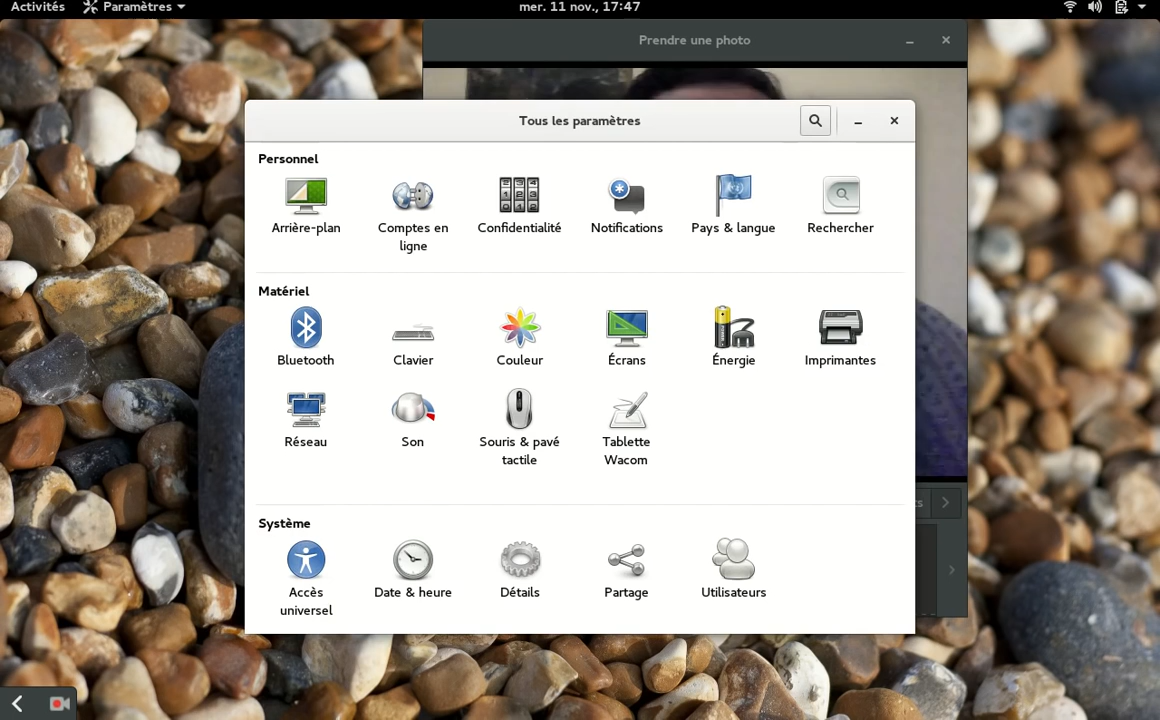 Activités Paramètres mer. 11 nov., 17:47
Prendre une photo
Tous les paramètres
Personnel
Arrière-plan
Comptes en
ligne
Confidentialité
Notifications
Pays & langue
Rechercher
Matériel
Bluetooth
Clavier
Couleur
Écrans
Énergie
Imprimantes
Réseau
Son
Souris & pavé
tactile
Tablette
Wacom
Système
Accès
universel
Date & heure
Détails
Partage
Utilisateurs